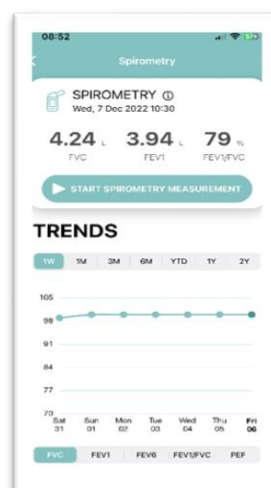 08:52
Spirometry
SPIROMETRY
Wed, 7 Dec 2022 10:30
4.24 L 3.94 L 79 %
FVC FEV1 FEV1/FVC
START SPIROMETRY MEASUREMENT
TRENDS
1W 1M 3M 6M YTD 1Y 2Y
105
98
91
84
77
70
Sat Sun Mon Tue Wed Thu Fri
31 01 02 03 04 05 06
FVC FEV1 FEV6 FEV1/FVC PEF